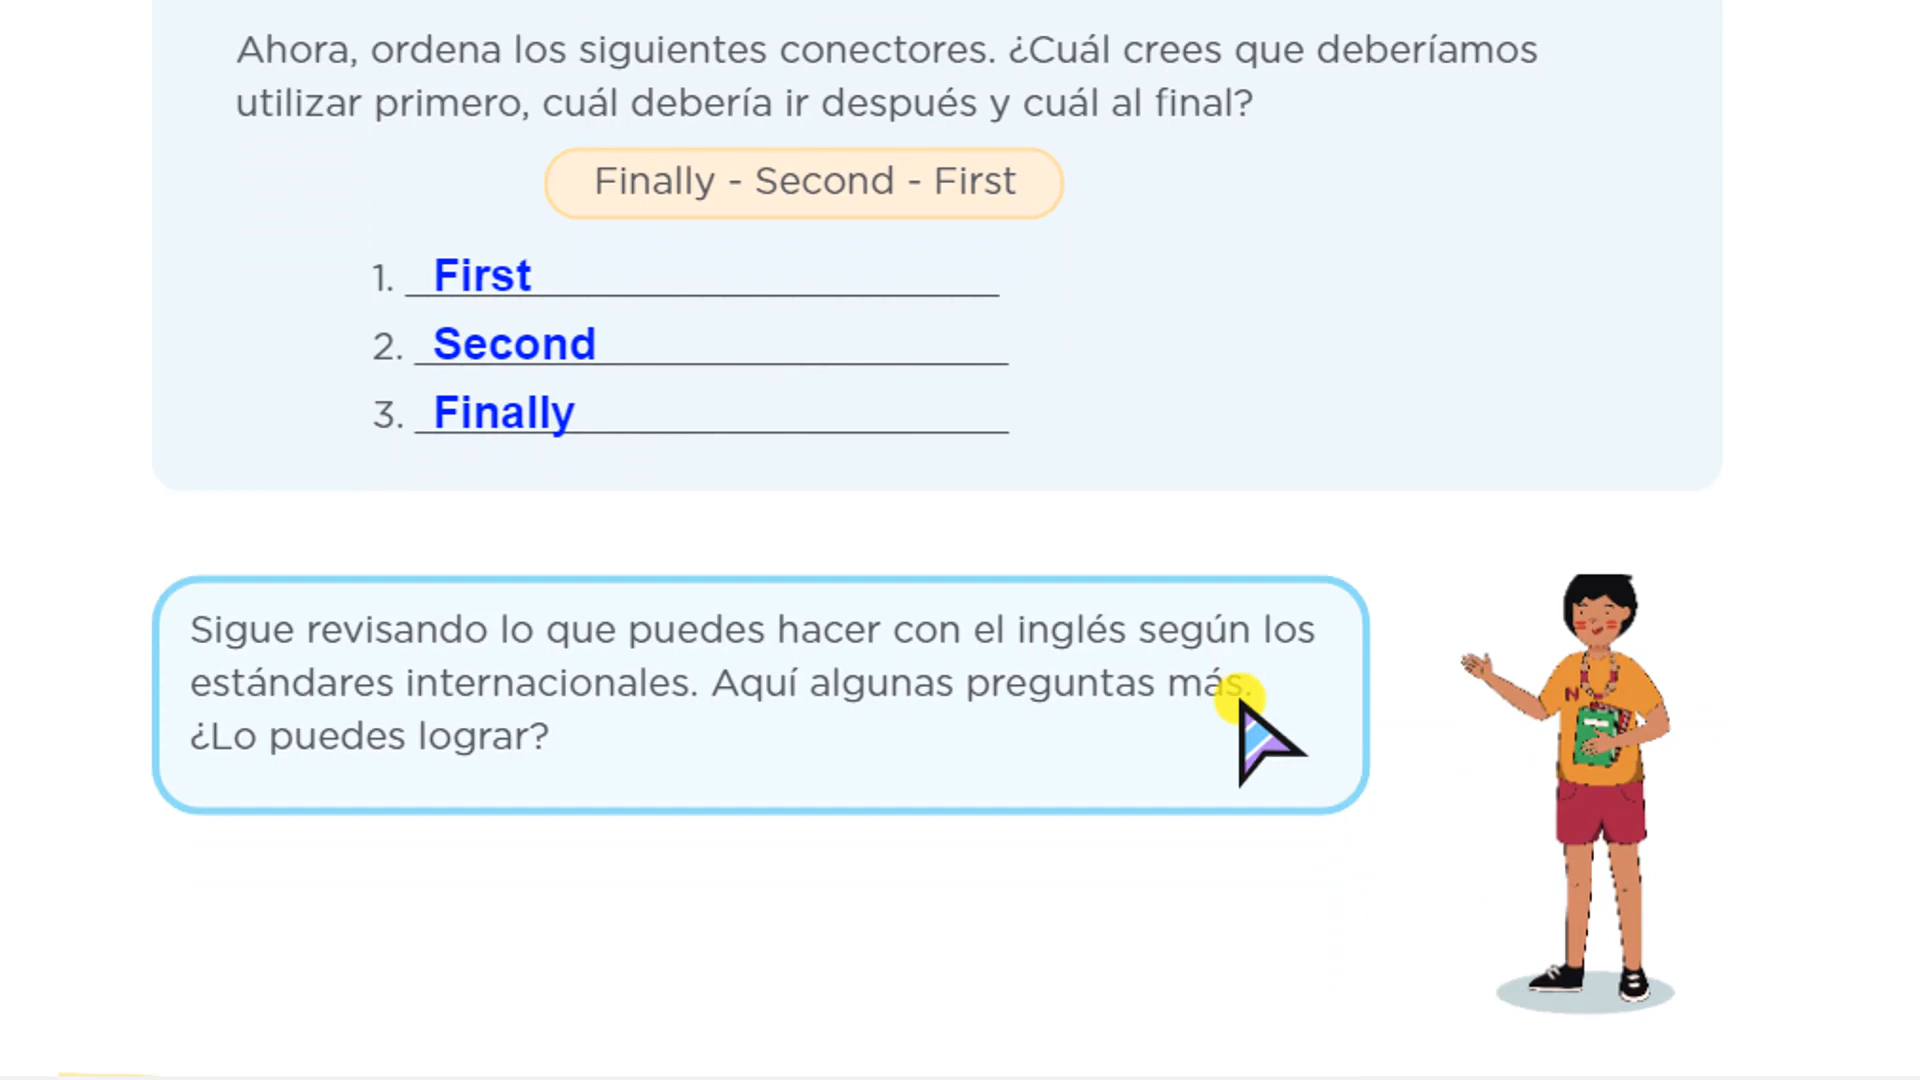 Ahora, ordena los siguientes conectores. ¿Cuál crees que deberíamos
utilizar primero, cuál debería ir después y cuál al final?
Finally - Second - First
1. First
2. Second
3. Finally
Sigue revisando lo que puedes hacer con el inglés según los
estándares internacionales. Aquí algunas preguntas más.
¿Lo puedes lograr?
N